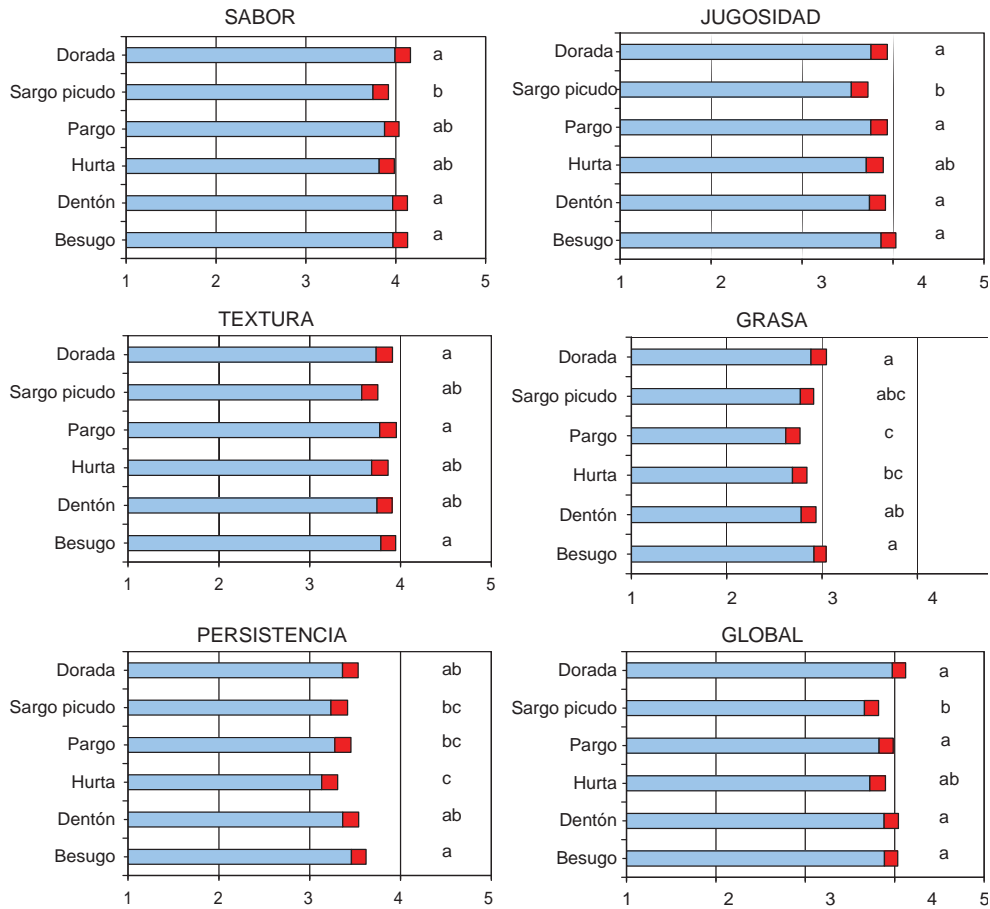 SABOR
Dorada a
Sargo picudo b
Pargo ab
Hurta ab
Dentón a
Besugo a
1 2 3 4 5
JUGOSIDAD
Dorada a
Sargo picudo b
Pargo a
Hurta ab
Dentón a
Besugo a
1 2 3 4 5
TEXTURA
Dorada a
Sargo picudo ab
Pargo a
Hurta ab
Dentón ab
Besugo a
1 2 3 4 5
GRASA
Dorada a
Sargo picudo abc
Pargo c
Hurta bc
Dentón ab
Besugo a
1 2 3 4
PERSISTENCIA
Dorada ab
Sargo picudo bc
Pargo bc
Hurta c
Dentón ab
Besugo a
1 2 3 4 5
GLOBAL
Dorada a
Sargo picudo b
Pargo a
Hurta ab
Dentón a
Besugo a
1 2 3 4 5